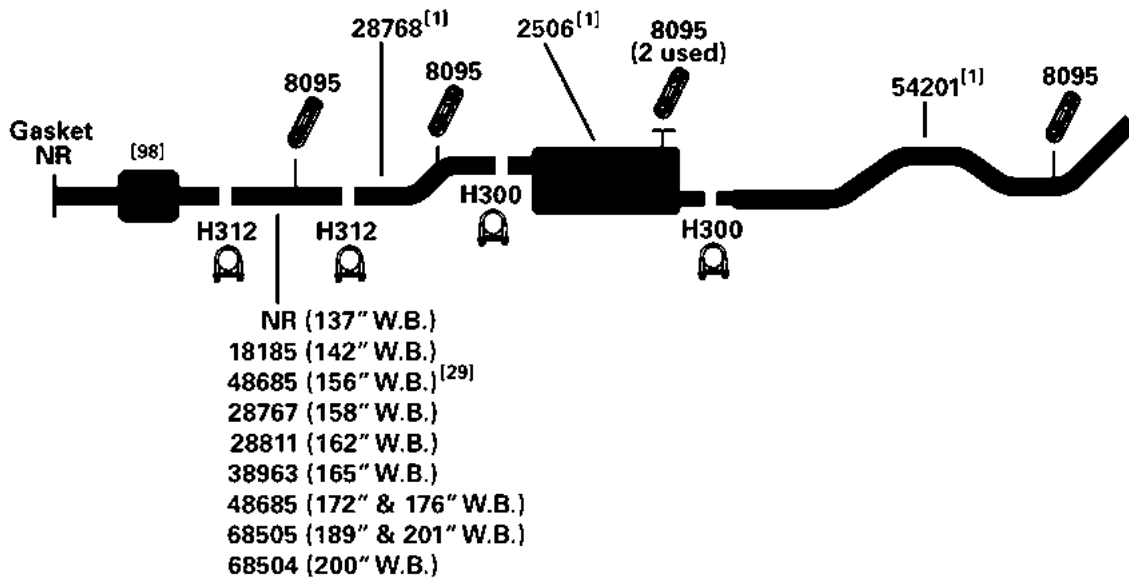 28768[1]
2506[1]
8095
(2 used)
8095
8095
54201[1]
8095
Gasket
NR
[98]
H312
H312
H300
H300
NR (137" W.B.)
18185 (142" W.B.)
48685 (156" W.B.)[29]
28767 (158" W.B.)
28811 (162" W.B.)
38963 (165" W.B.)
48685 (172" & 176" W.B.)
68505 (189" & 201" W.B.)
68504 (200" W.B.)